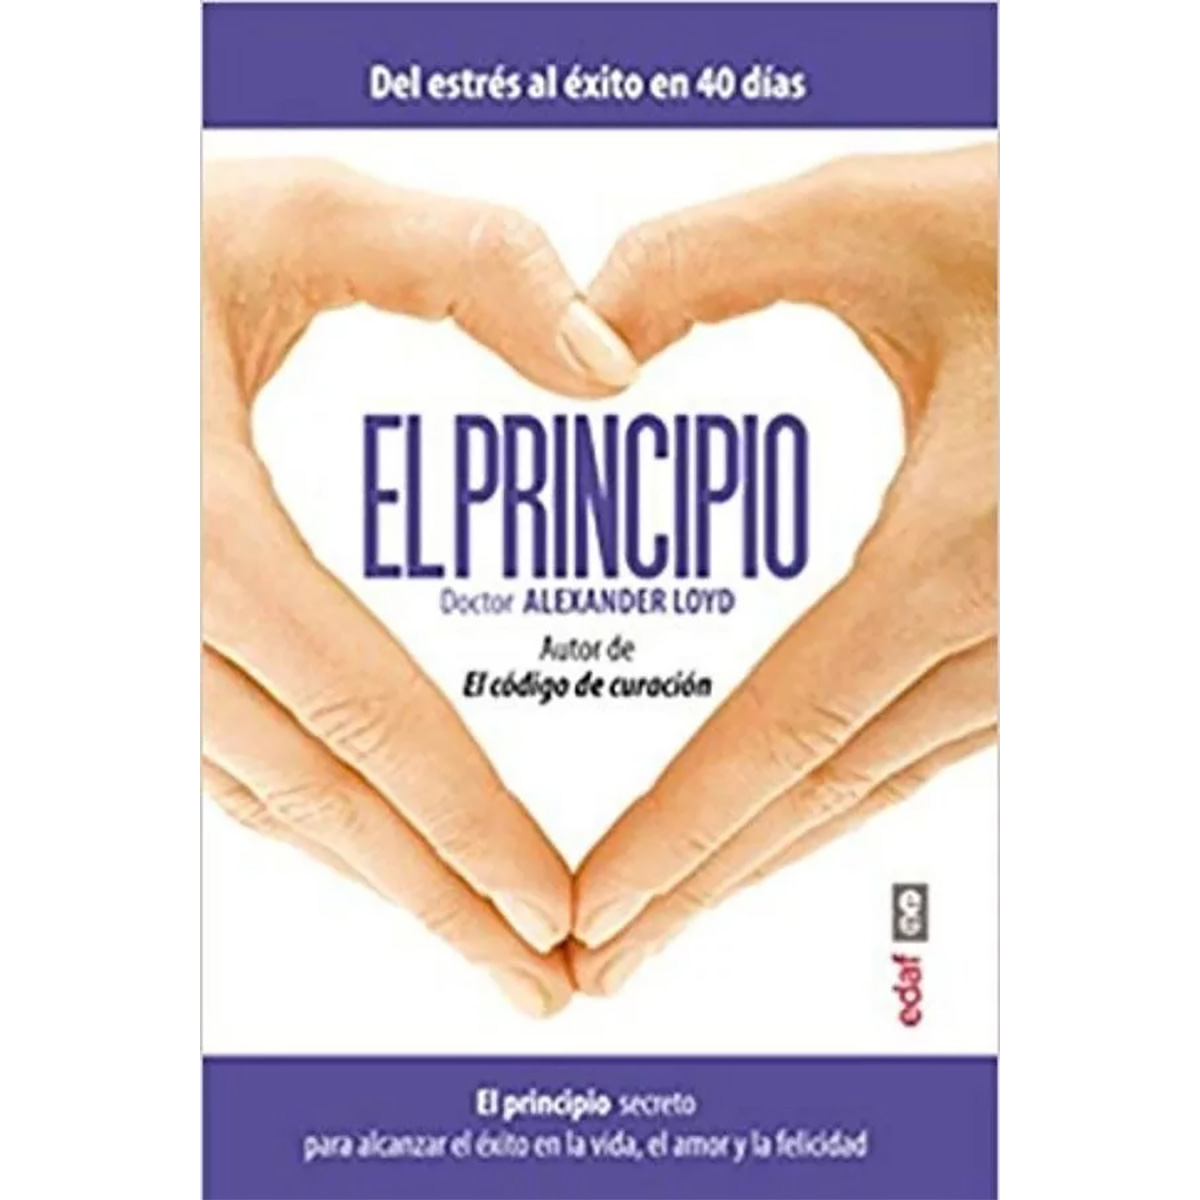 Del estrés al éxito en 40 días
EL PRINCIPIO
Doctor ALEXANDER LOYD
Autor de
El código de curación
edaf
El principio secreto
para alcanzar el éxito en la vida, el amor y la felicidad